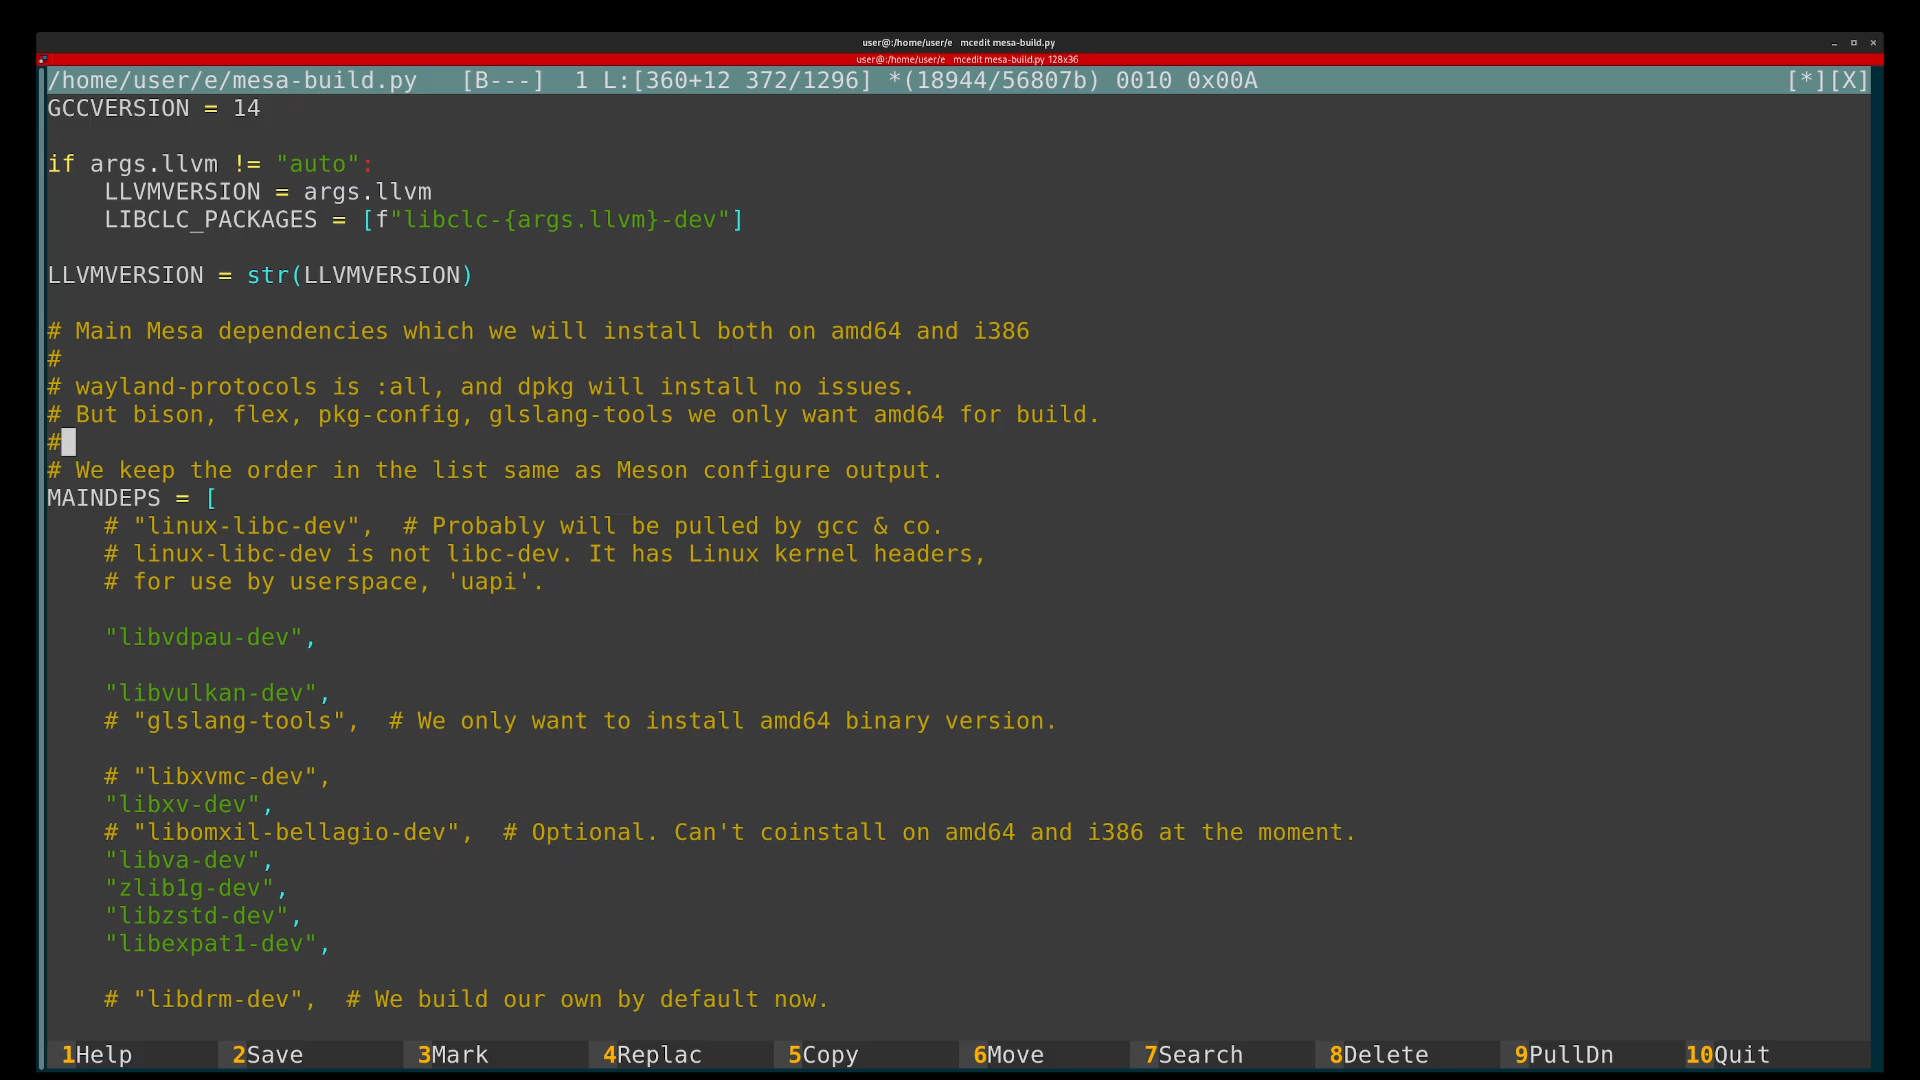 user@:/home/user/e   mcedit mesa-build.py
user@:/home/user/e   mcedit mesa-build.py 128x36
/home/user/e/mesa-build.py   [B---]  1 L:[360+12 372/1296] *(18944/56807b) 0010 0x00A   [*][X]
GCCVERSION = 14
if args.llvm != "auto":
    LLVMVERSION = args.llvm
    LIBCLC_PACKAGES = [f"libclc-{args.llvm}-dev"]
LLVMVERSION = str(LLVMVERSION)
# Main Mesa dependencies which we will install both on amd64 and i386
#
# wayland-protocols is :all, and dpkg will install no issues.
# But bison, flex, pkg-config, glslang-tools we only want amd64 for build.
#
# We keep the order in the list same as Meson configure output.
MAINDEPS = [
    # "linux-libc-dev",  # Probably will be pulled by gcc & co.
    # linux-libc-dev is not libc-dev. It has Linux kernel headers,
    # for use by userspace, 'uapi'.
    "libvdpau-dev",
    "libvulkan-dev",
    # "glslang-tools",  # We only want to install amd64 binary version.
    # "libxvmc-dev",
    "libxv-dev",
    # "libomxil-bellagio-dev",  # Optional. Can't coinstall on amd64 and i386 at the moment.
    "libva-dev",
    "zlib1g-dev",
    "libzstd-dev",
    "libexpat1-dev",
    # "libdrm-dev",  # We build our own by default now.
1Help   2Save   3Mark   4Replac   5Copy   6Move   7Search   8Delete   9PullDn   10Quit